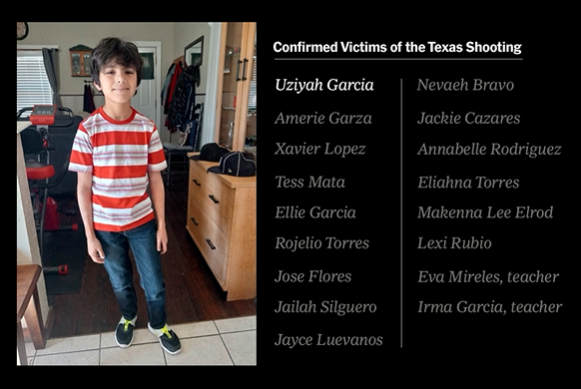 Confirmed Victims of the Texas Shooting
Uziyah Garcia
Amerie Garza
Xavier Lopez
Tess Mata
Ellie Garcia
Rojelio Torres
Jose Flores
Jailah Silguero
Jayce Luevanos
Nevaeh Bravo
Jackie Cazares
Annabelle Rodriguez
Eliahna Torres
Makenna Lee Elrod
Lexi Rubio
Eva Mireles, teacher
Irma Garcia, teacher